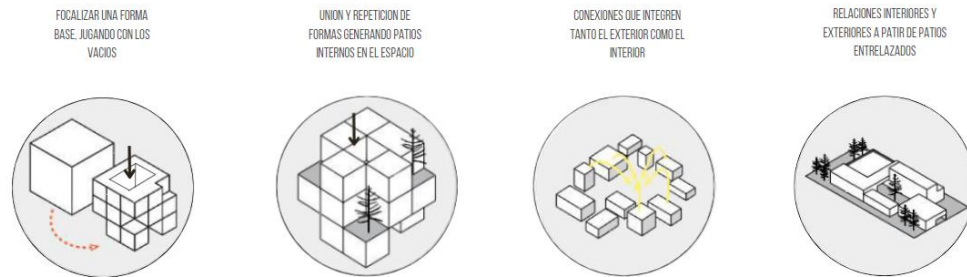 FOCALIZAR UNA FORMA
BASE, JUGANDO CON LOS
VACIOS
UNION Y REPETICION DE
FORMAS GENERANDO PATIOS
INTERNOS EN EL ESPACIO
CONEXIONES QUE INTEGREN
TANTO EL EXTERIOR COMO EL
INTERIOR
RELACIONES INTERIORES Y
EXTERIORES A PATIR DE PATIOS
ENTRELAZADOS